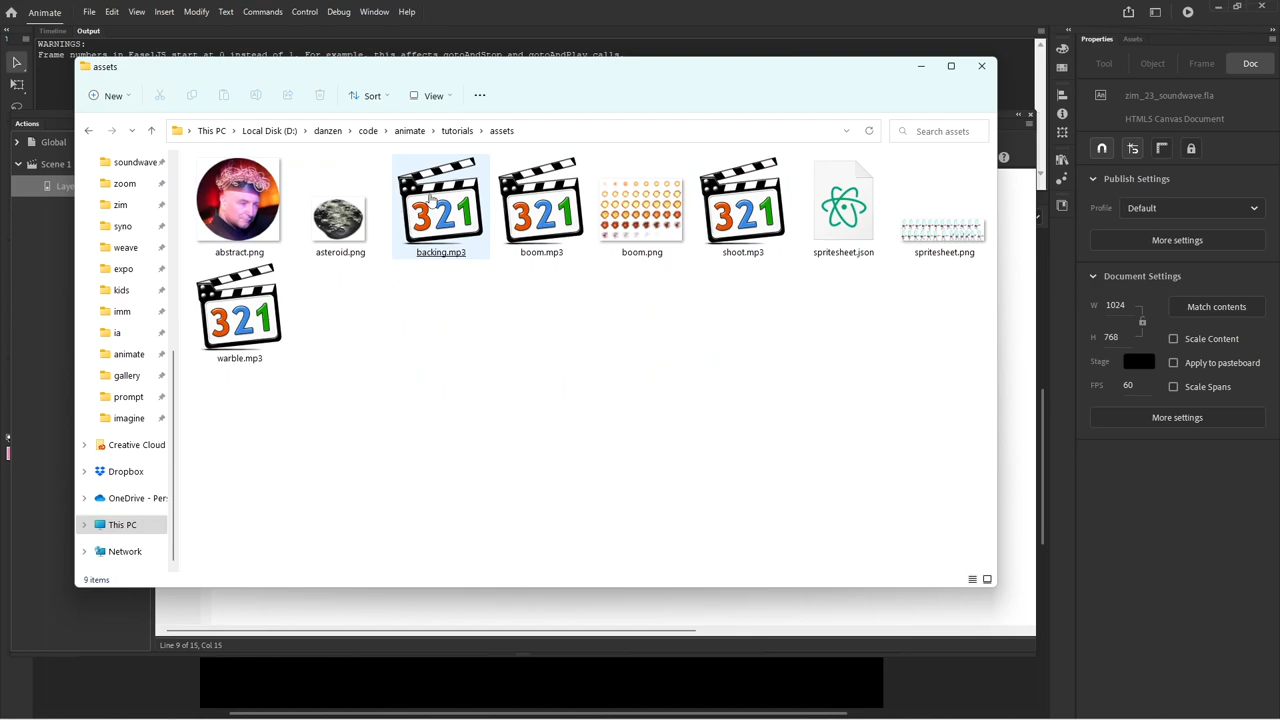 Animate File Edit View Insert Modify Text Commands Control Debug Window Help
Timeline Output
WARNINGS:
Frame numbers in EaselJS start at 0 instead of 1. For example, this affects gotoAndStop and gotoAndPlay calls.
Properties Assets
Tool Object Frame Doc
An zim_23_soundwave.fla
HTML5 Canvas Document
Publish Settings
Profile Default
More settings
Document Settings
W 1024 Match contents
H 768 Scale Content
Stage Apply to pasteboard
FPS 60 Scale Spans
More settings
Actions
Global
Scene 1
Laye
assets
New Sort View
This PC Local Disk (D:) danzen code animate tutorials assets
Search assets
soundwave
zoom
zim
syno
weave
expo
kids
imm
ia
animate
gallery
prompt
imagine
Creative Cloud
Dropbox
OneDrive - Pers
This PC
Network
321 321 321
abstract.png asteroid.png backing.mp3 boom.mp3 boom.png shoot.mp3 spritesheet.json spritesheet.png
321
warble.mp3
9 items
Line 9 of 15, Col 15